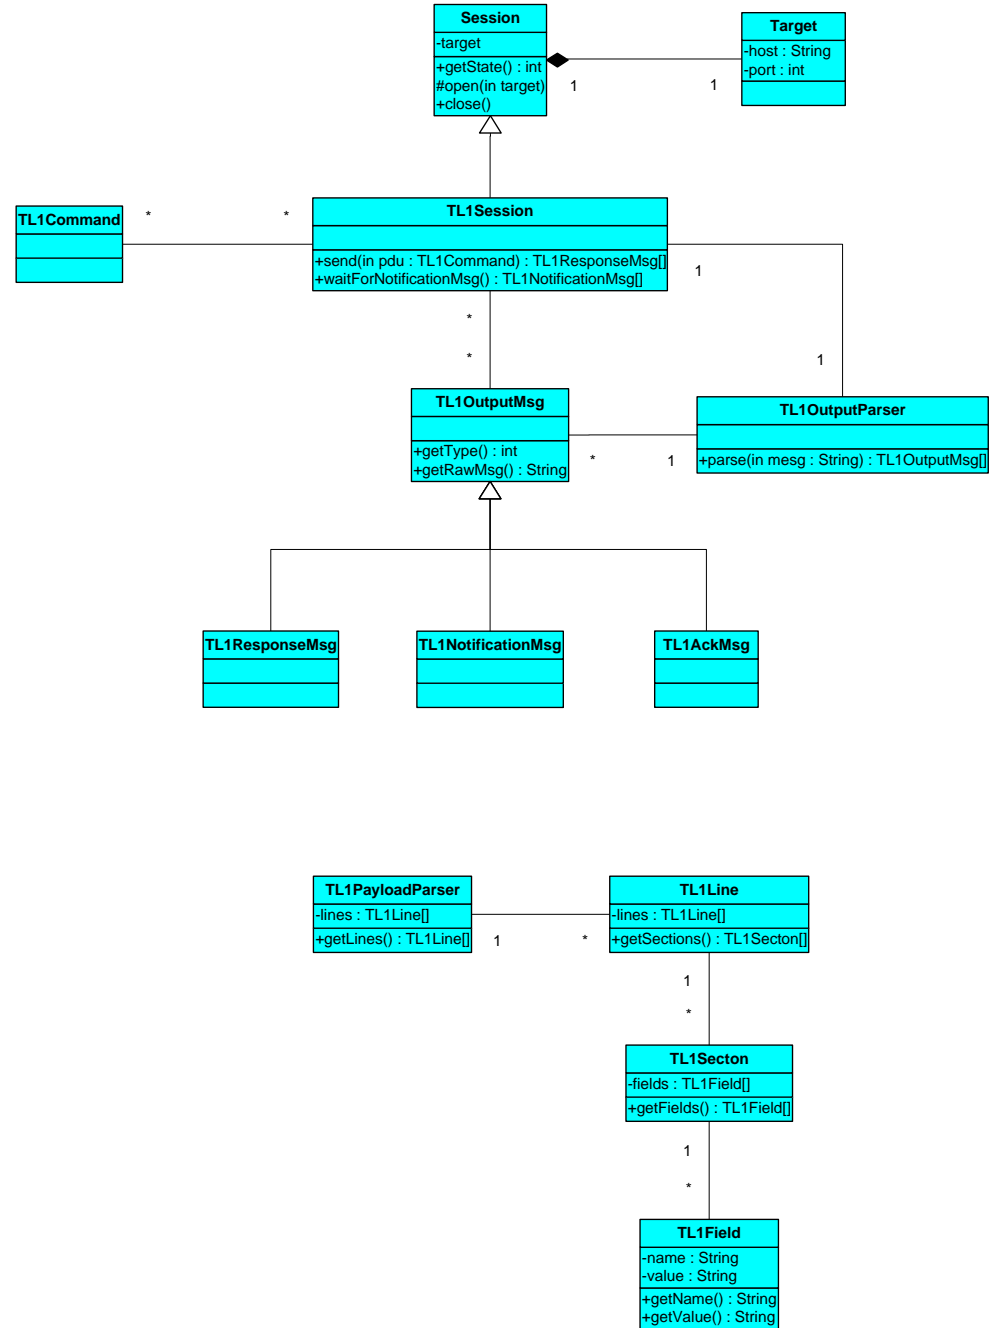 Session
-target
+getState() : int
#open(in target)
+close()
Target
-host : String
-port : int
1
1
TL1Command
*
*
TL1Session
+send(in pdu : TL1Command) : TL1ResponseMsg[]
+waitForNotificationMsg() : TL1NotificationMsg[]
1
1
*
*
TL1OutputMsg
+getType() : int
+getRawMsg() : String
*
1
TL1OutputParser
+parse(in mesg : String) : TL1OutputMsg[]
TL1ResponseMsg
TL1NotificationMsg
TL1AckMsg
TL1PayloadParser
-lines : TL1Line[]
+getLines() : TL1Line[]
1
*
TL1Line
-lines : TL1Line[]
+getSections() : TL1Secton[]
1
*
TL1Secton
-fields : TL1Field[]
+getFields() : TL1Field[]
1
*
TL1Field
-name : String
-value : String
+getName() : String
+getValue() : String